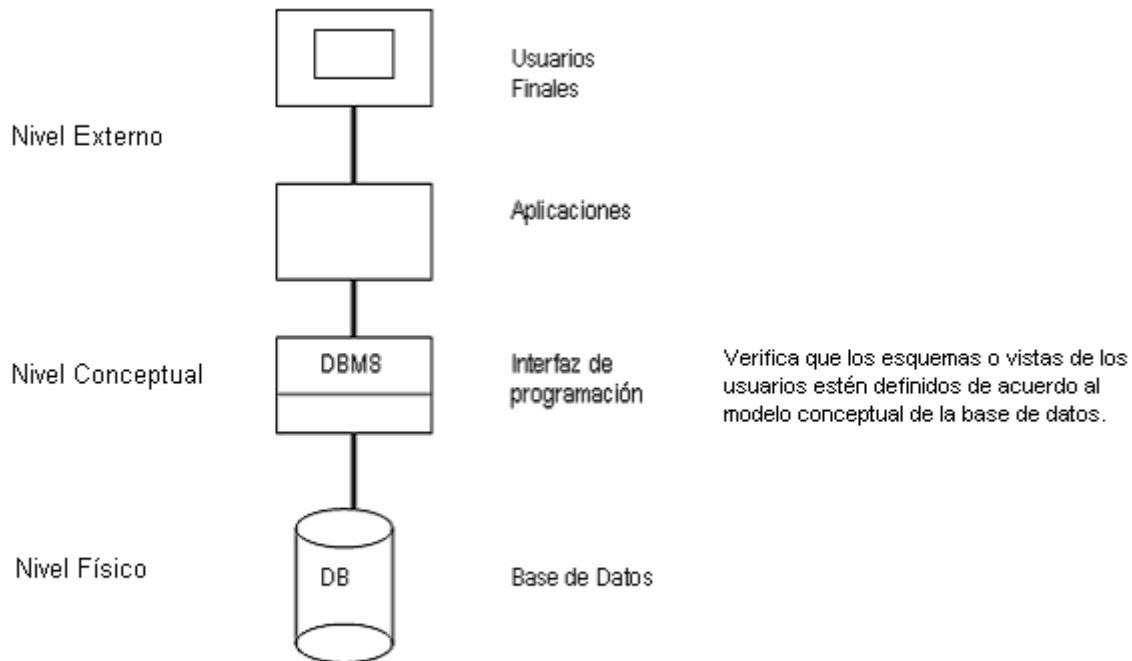 Usuarios
Finales
Nivel Externo
Aplicaciones
Nivel Conceptual
DBMS
Interfaz de
programación
Verifica que los esquemas o vistas de los
usuarios estén definidos de acuerdo al
modelo conceptual de la base de datos.
Nivel Físico
DB
Base de Datos